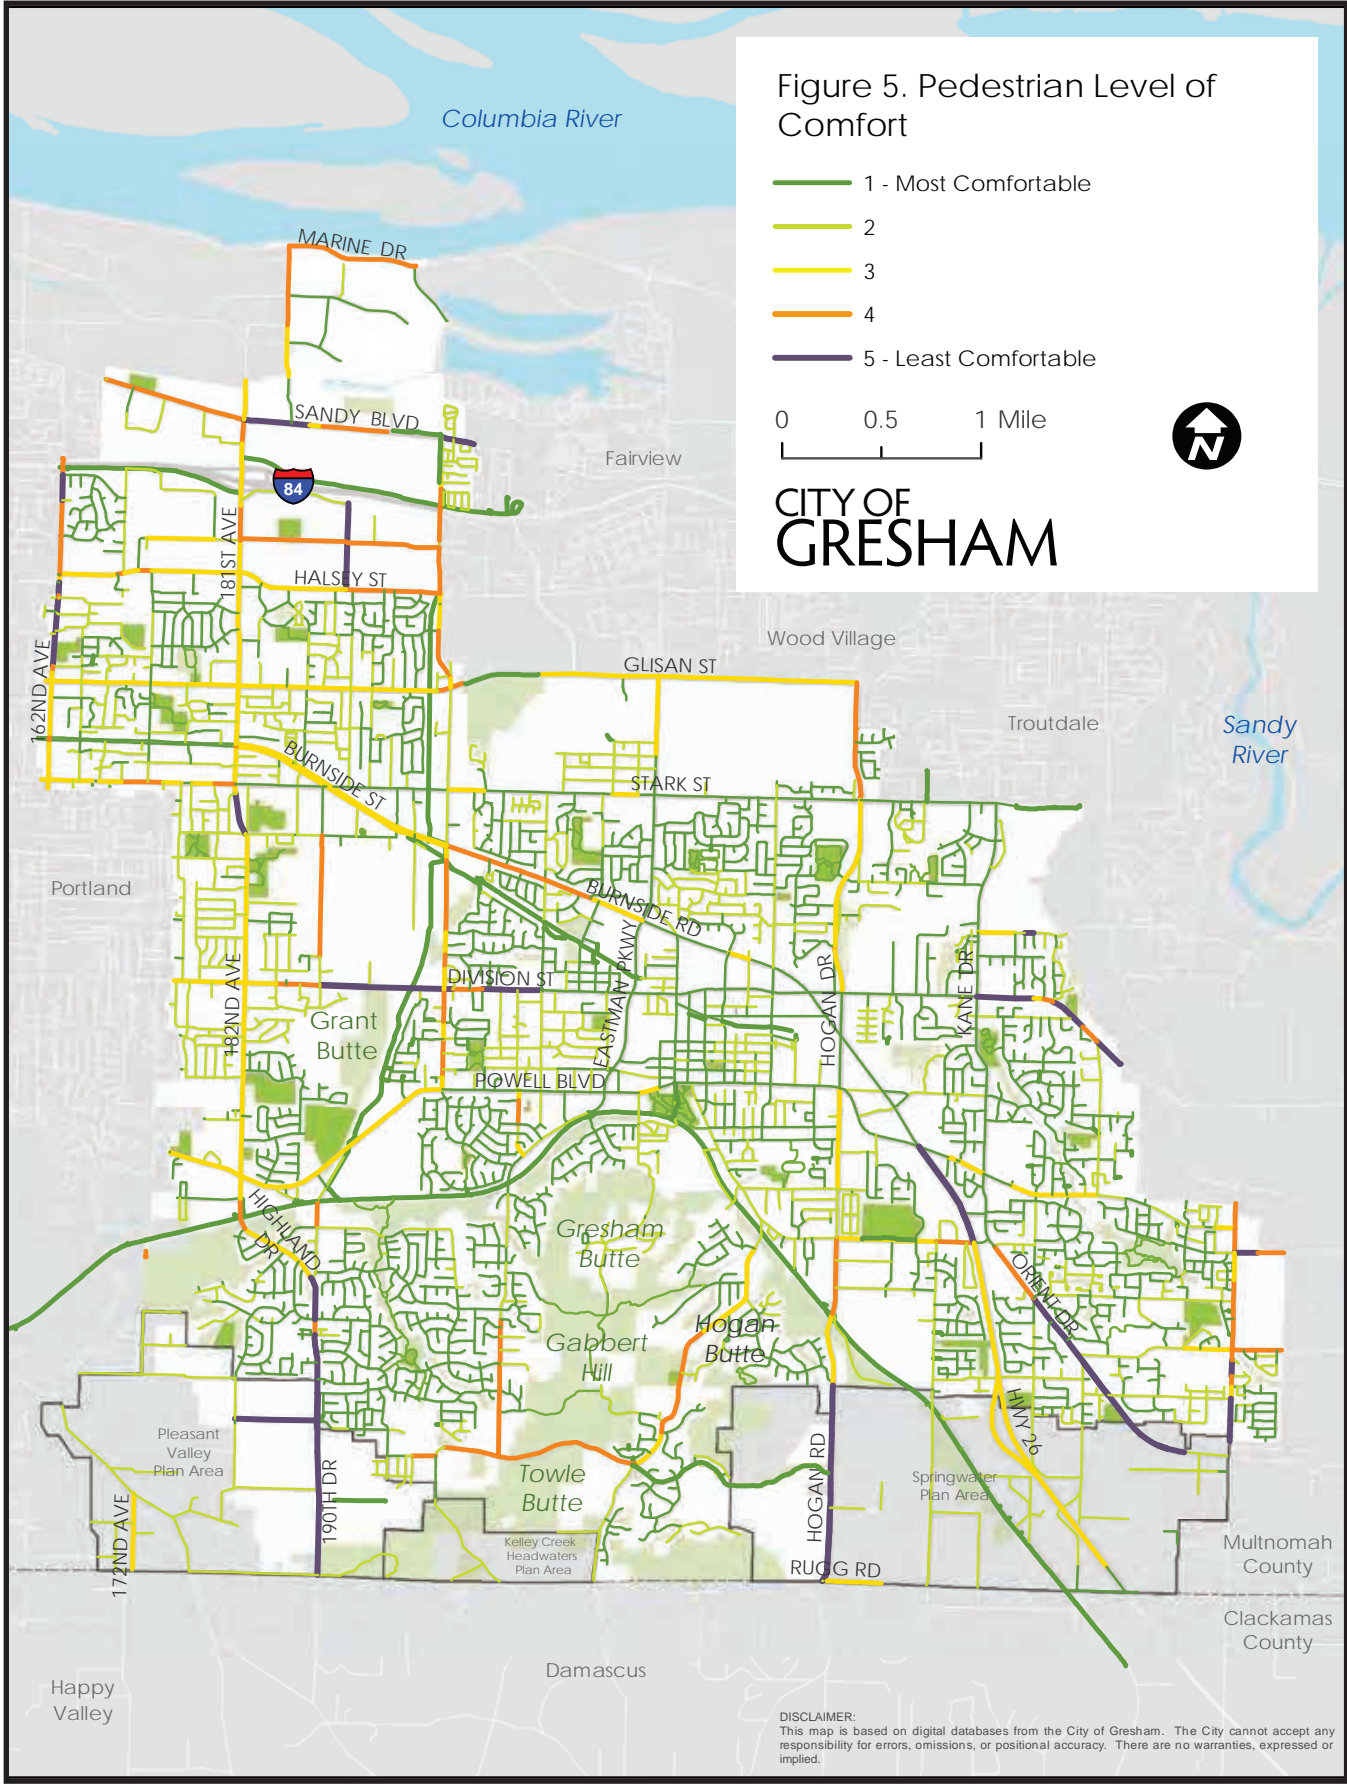 Figure 5. Pedestrian Level of
Comfort
1 - Most Comfortable
2
3
4
5 - Least Comfortable
0 0.5 1 Mile
N
CITY OF
GRESHAM
Columbia River
MARINE DR
SANDY BLVD
Fairview
84
181ST AVE
HALSEY ST
Wood Village
162ND AVE
GLISAN ST
Troutdale
Sandy
River
BURNSIDE ST
STARK ST
Portland
BURNSIDE RD
EASTMAN PKWY
DIVISION ST
182ND AVE
HOGAN DR
KANE DR
Grant
Butte
POWELL BLVD
HIGHLAND
DR
Gresham
Butte
ORIENT DR
Hogan
Butte
Gabbert
Hill
HWY 26
Pleasant
Valley
Plan Area
190TH DR
Towle
Butte
HOGAN RD
Springwater
Plan Area
172ND AVE
Kelley Creek
Headwaters
Plan Area
RUGG RD
Multnomah
County
Clackamas
County
Damascus
Happy
Valley
DISCLAIMER:
This map is based on digital databases from the City of Gresham. The City cannot accept any
responsibility for errors, omissions, or positional accuracy. There are no warranties, expressed or
implied.